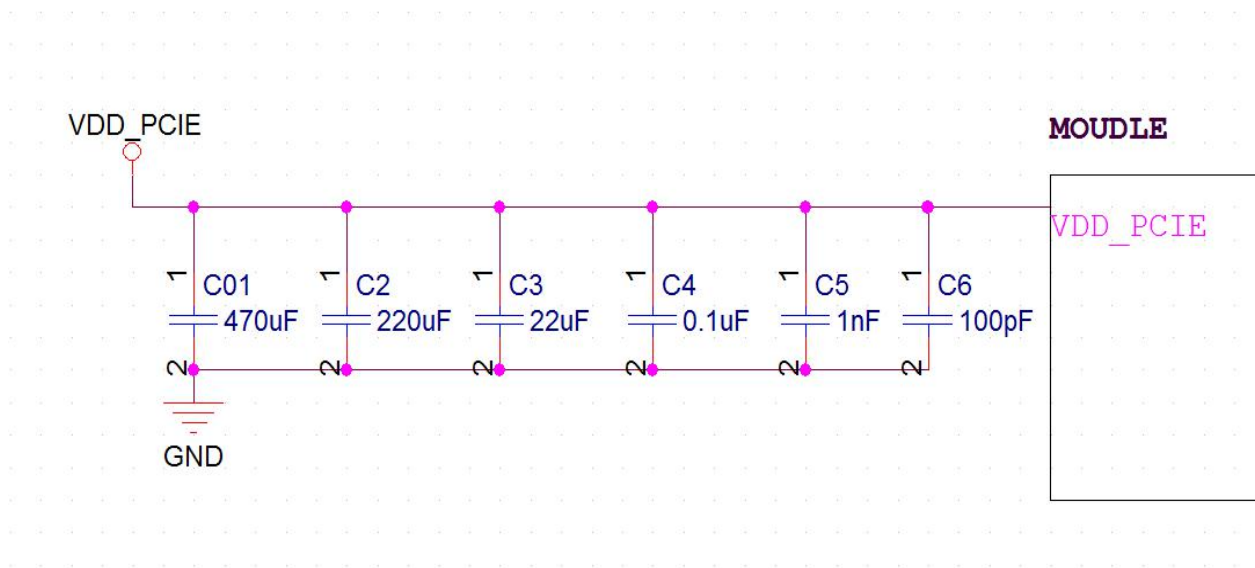 VDD_PCIE
MOUDLE
VDD_PCIE
1 C01
470uF
2
1 C2
220uF
2
1 C3
22uF
2
1 C4
0.1uF
2
1 C5
1nF
2
1 C6
100pF
2
GND